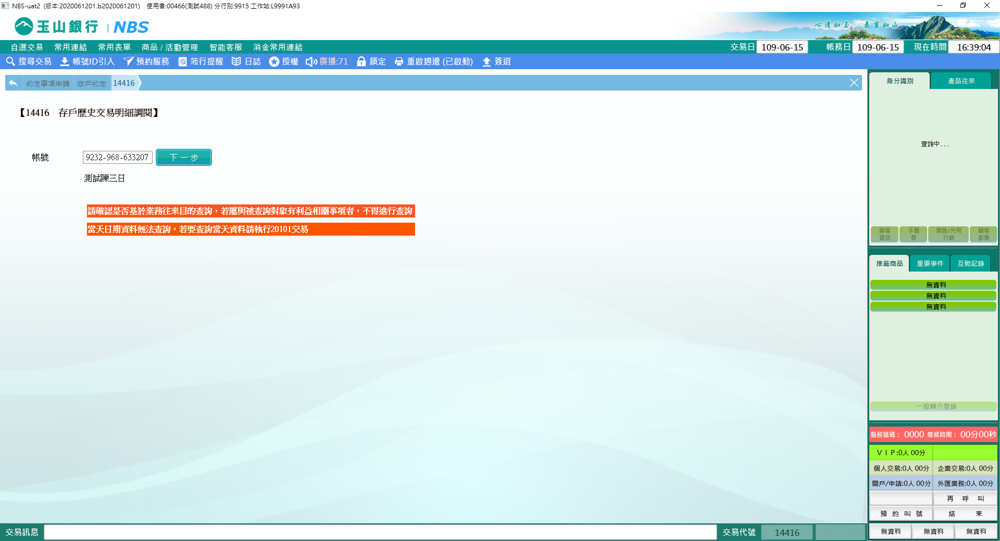 NBS-uat2 (版本:2020061201.b2020061201) 使用者:00466(測試488) 分行別:9915 工作站:L9991A93
玉山銀行 | NBS
心清如玉 義重如山
自選交易 常用連結 常用表單 商品 / 活動管理 智能客服 消金常用連結 交易日 109-06-15 帳務日 109-06-15 現在時間 16:39:04
搜尋交易 帳號ID引入 預約服務 蒞行提醒 日誌 授權 廣播:71 鎖定 重啟週邊 (已啟動) 簽退
約定事項申請 存戶約定 14416
【14416 存戶歷史交易明細調閱】
帳號 9232-968-633207 下一步
測試陳三日
請確認是否基於業務往來目的查詢，若屬與被查詢對象有利益相關事項者，不得進行查詢
當天日期資料無法查詢，若要查詢當天資料請執行20101交易
身分識別 產品往來
查詢中...
顧客資訊 手續費 通路/共同行銷 顧客影像
推薦商品 重要事件 互動記錄
無資料
無資料
無資料
一般轉介登錄
服務號碼： 0000 等候時間： 00分00秒
ＶＩＰ:0人 00分
個人交易:0人 00分 企業交易:0人 00分
開戶/申請:0人 00分 外匯業務:0人 00分
再呼叫
預約叫號 結束
交易訊息 交易代號 14416 無資料 無資料 無資料